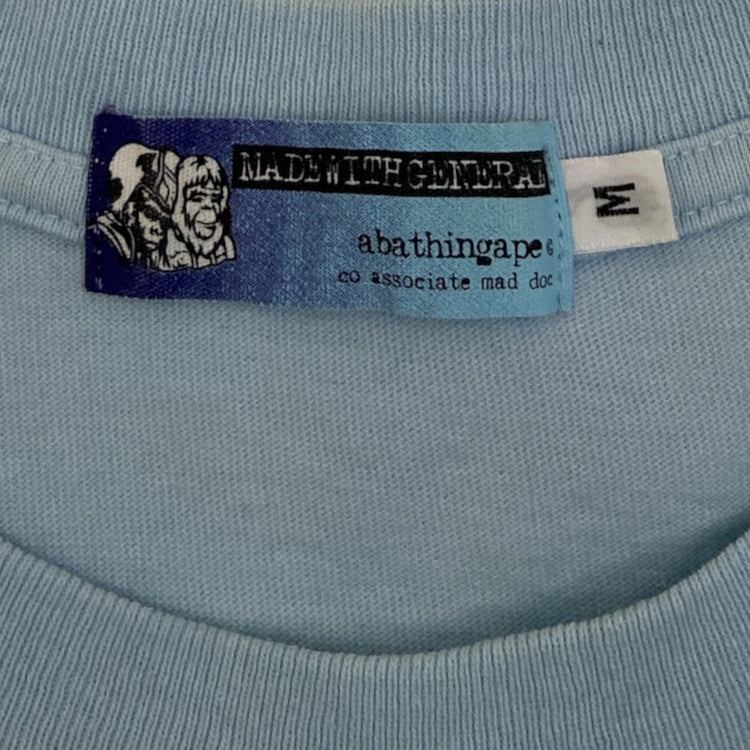 MADEWITHGENERAL
M
abathingape®
co associate mad doc